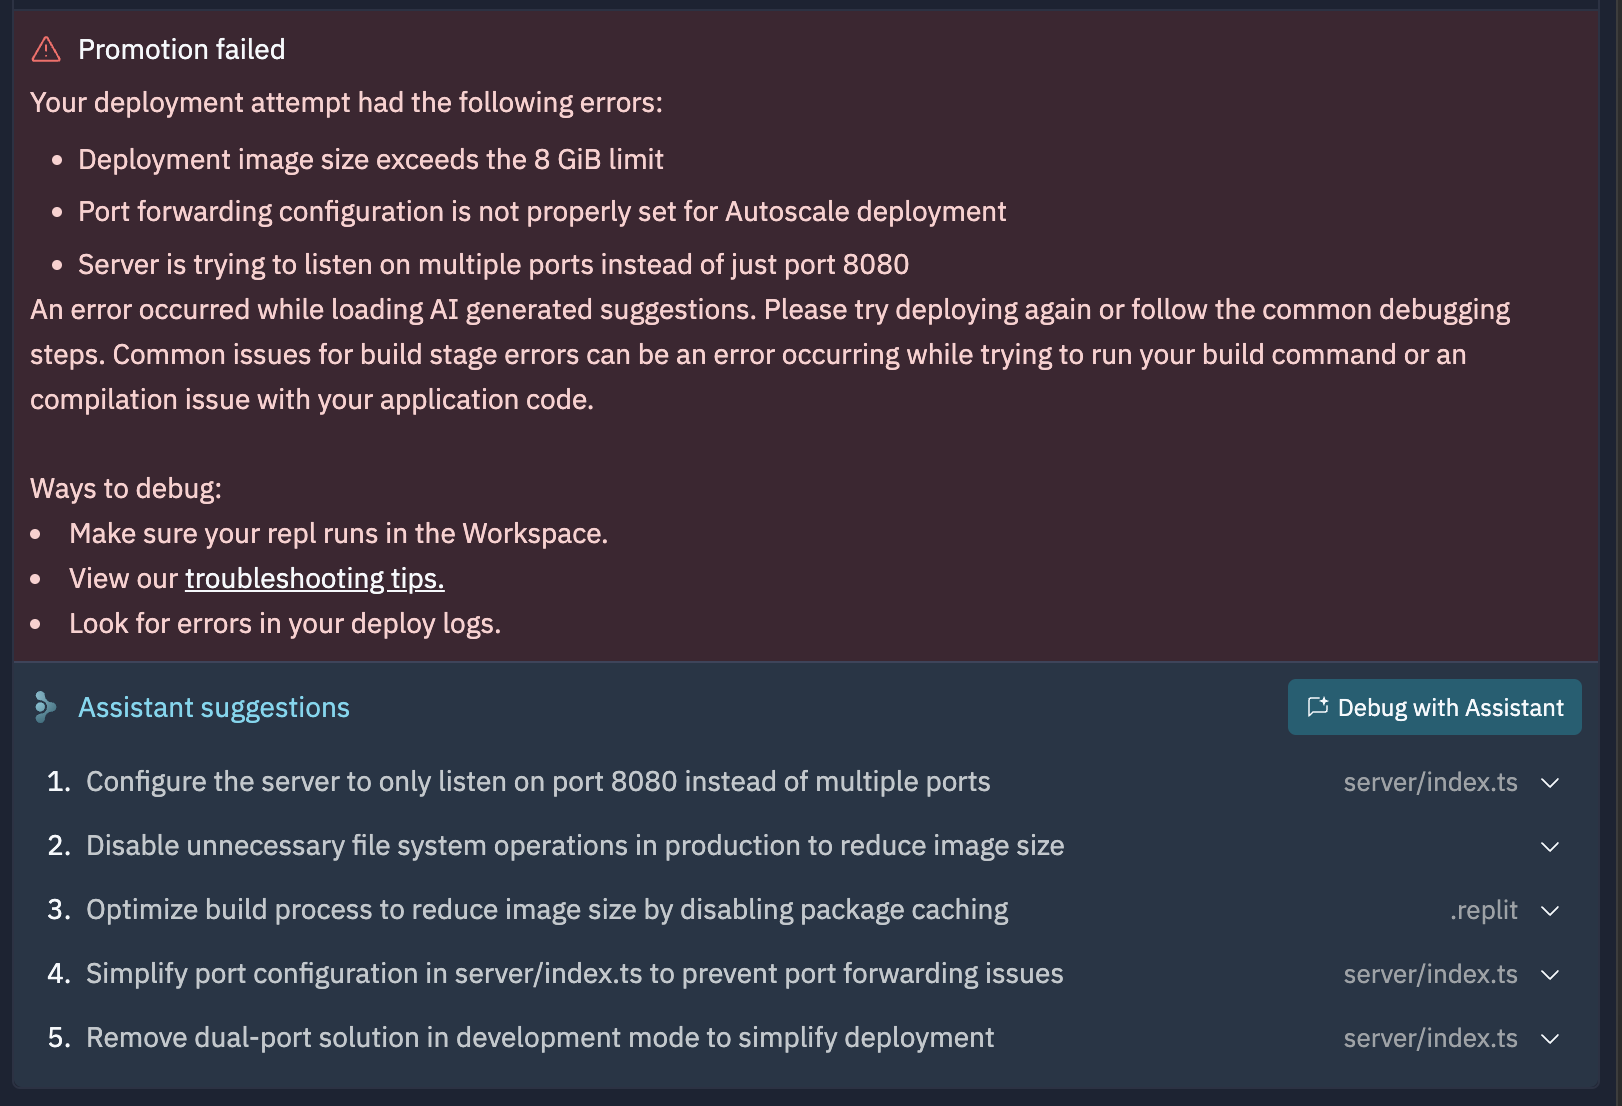 Promotion failed
Your deployment attempt had the following errors:
• Deployment image size exceeds the 8 GiB limit
• Port forwarding configuration is not properly set for Autoscale deployment
• Server is trying to listen on multiple ports instead of just port 8080
An error occurred while loading AI generated suggestions. Please try deploying again or follow the common debugging
steps. Common issues for build stage errors can be an error occurring while trying to run your build command or an
compilation issue with your application code.
Ways to debug:
• Make sure your repl runs in the Workspace.
• View our troubleshooting tips.
• Look for errors in your deploy logs.
Assistant suggestions
Debug with Assistant
1. Configure the server to only listen on port 8080 instead of multiple ports server/index.ts
2. Disable unnecessary file system operations in production to reduce image size
3. Optimize build process to reduce image size by disabling package caching .replit
4. Simplify port configuration in server/index.ts to prevent port forwarding issues server/index.ts
5. Remove dual-port solution in development mode to simplify deployment server/index.ts